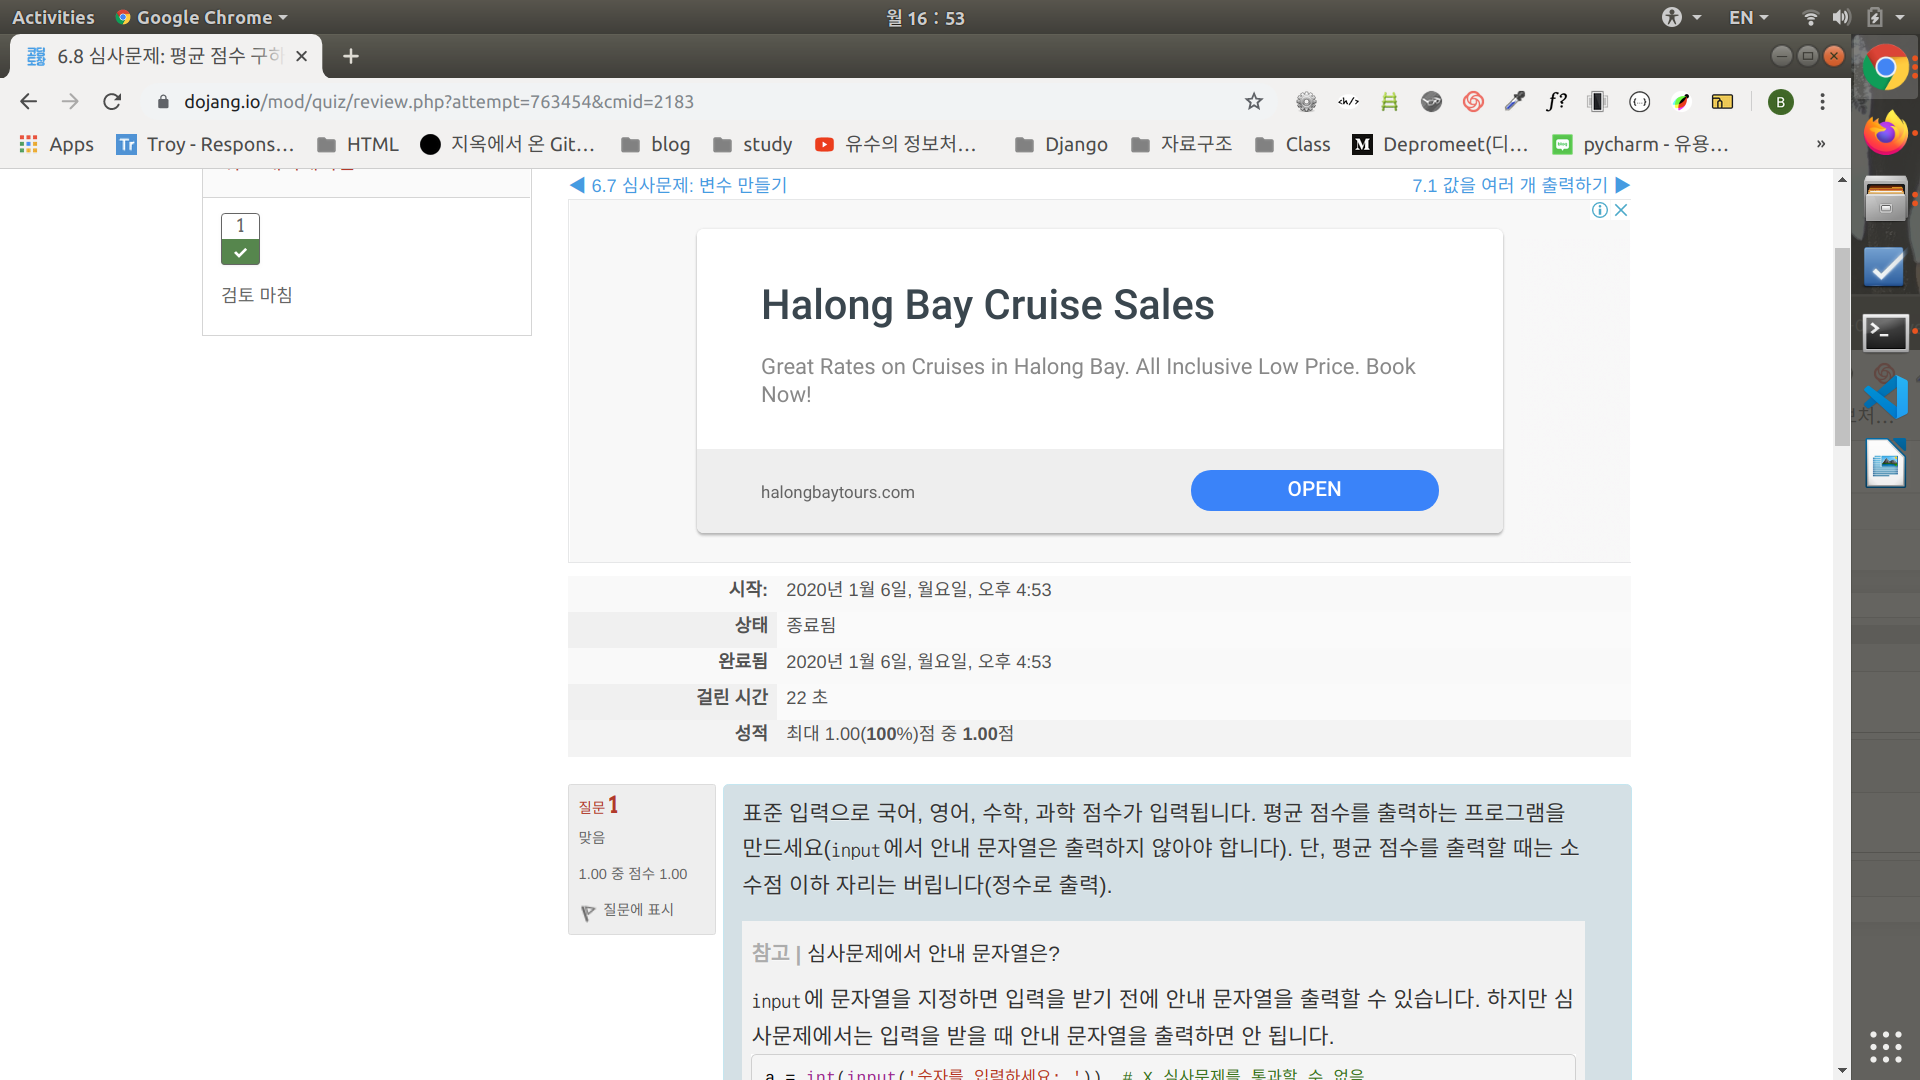 Activities
Google Chrome
월 16 : 53
EN
6.8 심사문제: 평균 점수 구하
dojang.io/mod/quiz/review.php?attempt=763454&cmid=2183
Apps
Troy - Respons...
HTML
지옥에서 온 Git...
blog
study
유수의 정보처...
Django
자료구조
Class
Depromeet(디...
pycharm - 유용...
»
1
검토 마침
◀ 6.7 심사문제: 변수 만들기
7.1 값을 여러 개 출력하기 ▶
Halong Bay Cruise Sales
Great Rates on Cruises in Halong Bay. All Inclusive Low Price. Book
Now!
halongbaytours.com
OPEN
시작: 2020년 1월 6일, 월요일, 오후 4:53
상태 종료됨
완료됨 2020년 1월 6일, 월요일, 오후 4:53
걸린 시간 22 초
성적 최대 1.00(100%)점 중 1.00점
질문 1
맞음
1.00 중 점수 1.00
질문에 표시
표준 입력으로 국어, 영어, 수학, 과학 점수가 입력됩니다. 평균 점수를 출력하는 프로그램을
만드세요(input에서 안내 문자열은 출력하지 않아야 합니다). 단, 평균 점수를 출력할 때는 소
수점 이하 자리는 버립니다(정수로 출력).
참고 | 심사문제에서 안내 문자열은?
input에 문자열을 지정하면 입력을 받기 전에 안내 문자열을 출력할 수 있습니다. 하지만 심
사문제에서는 입력을 받을 때 안내 문자열을 출력하면 안 됩니다.
a = int(input('숫자를 입력하세요: ')) # X 심사문제를 통과할 수 없음